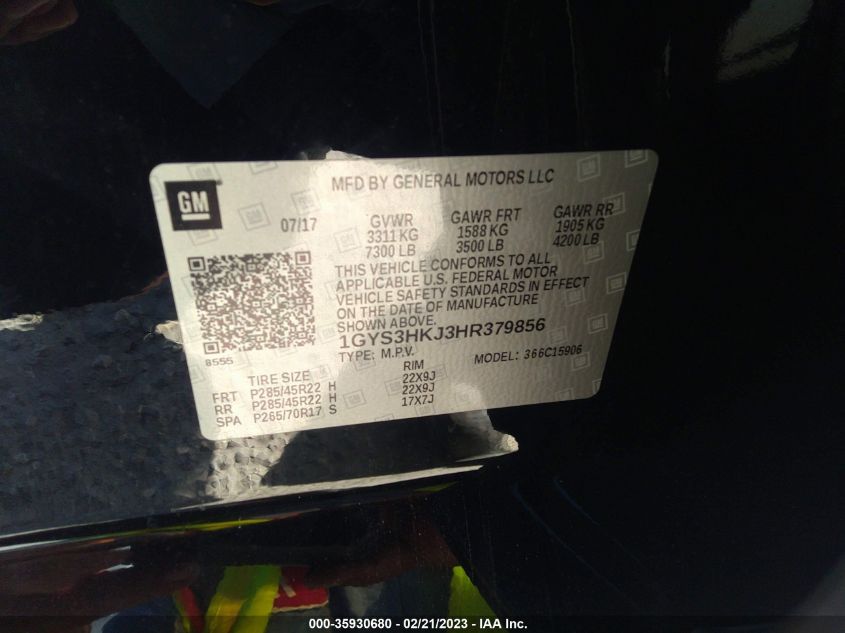 GM
MFD BY GENERAL MOTORS LLC
07/17
GVWR GAWR FRT GAWR RR
3311 KG 1588 KG 1905 KG
7300 LB 3500 LB 4200 LB
THIS VEHICLE CONFORMS TO ALL
APPLICABLE U.S. FEDERAL MOTOR
VEHICLE SAFETY STANDARDS IN EFFECT
ON THE DATE OF MANUFACTURE
SHOWN ABOVE.
8555
1GYS3HKJ3HR379856
TYPE: M.P.V. MODEL: 366C15906
TIRE SIZE RIM
FRT P285/45R22 H 22X9J
RR P285/45R22 H 22X9J
SPA P265/70R17 S 17X7J
000-35930680 - 02/21/2023 - IAA Inc.